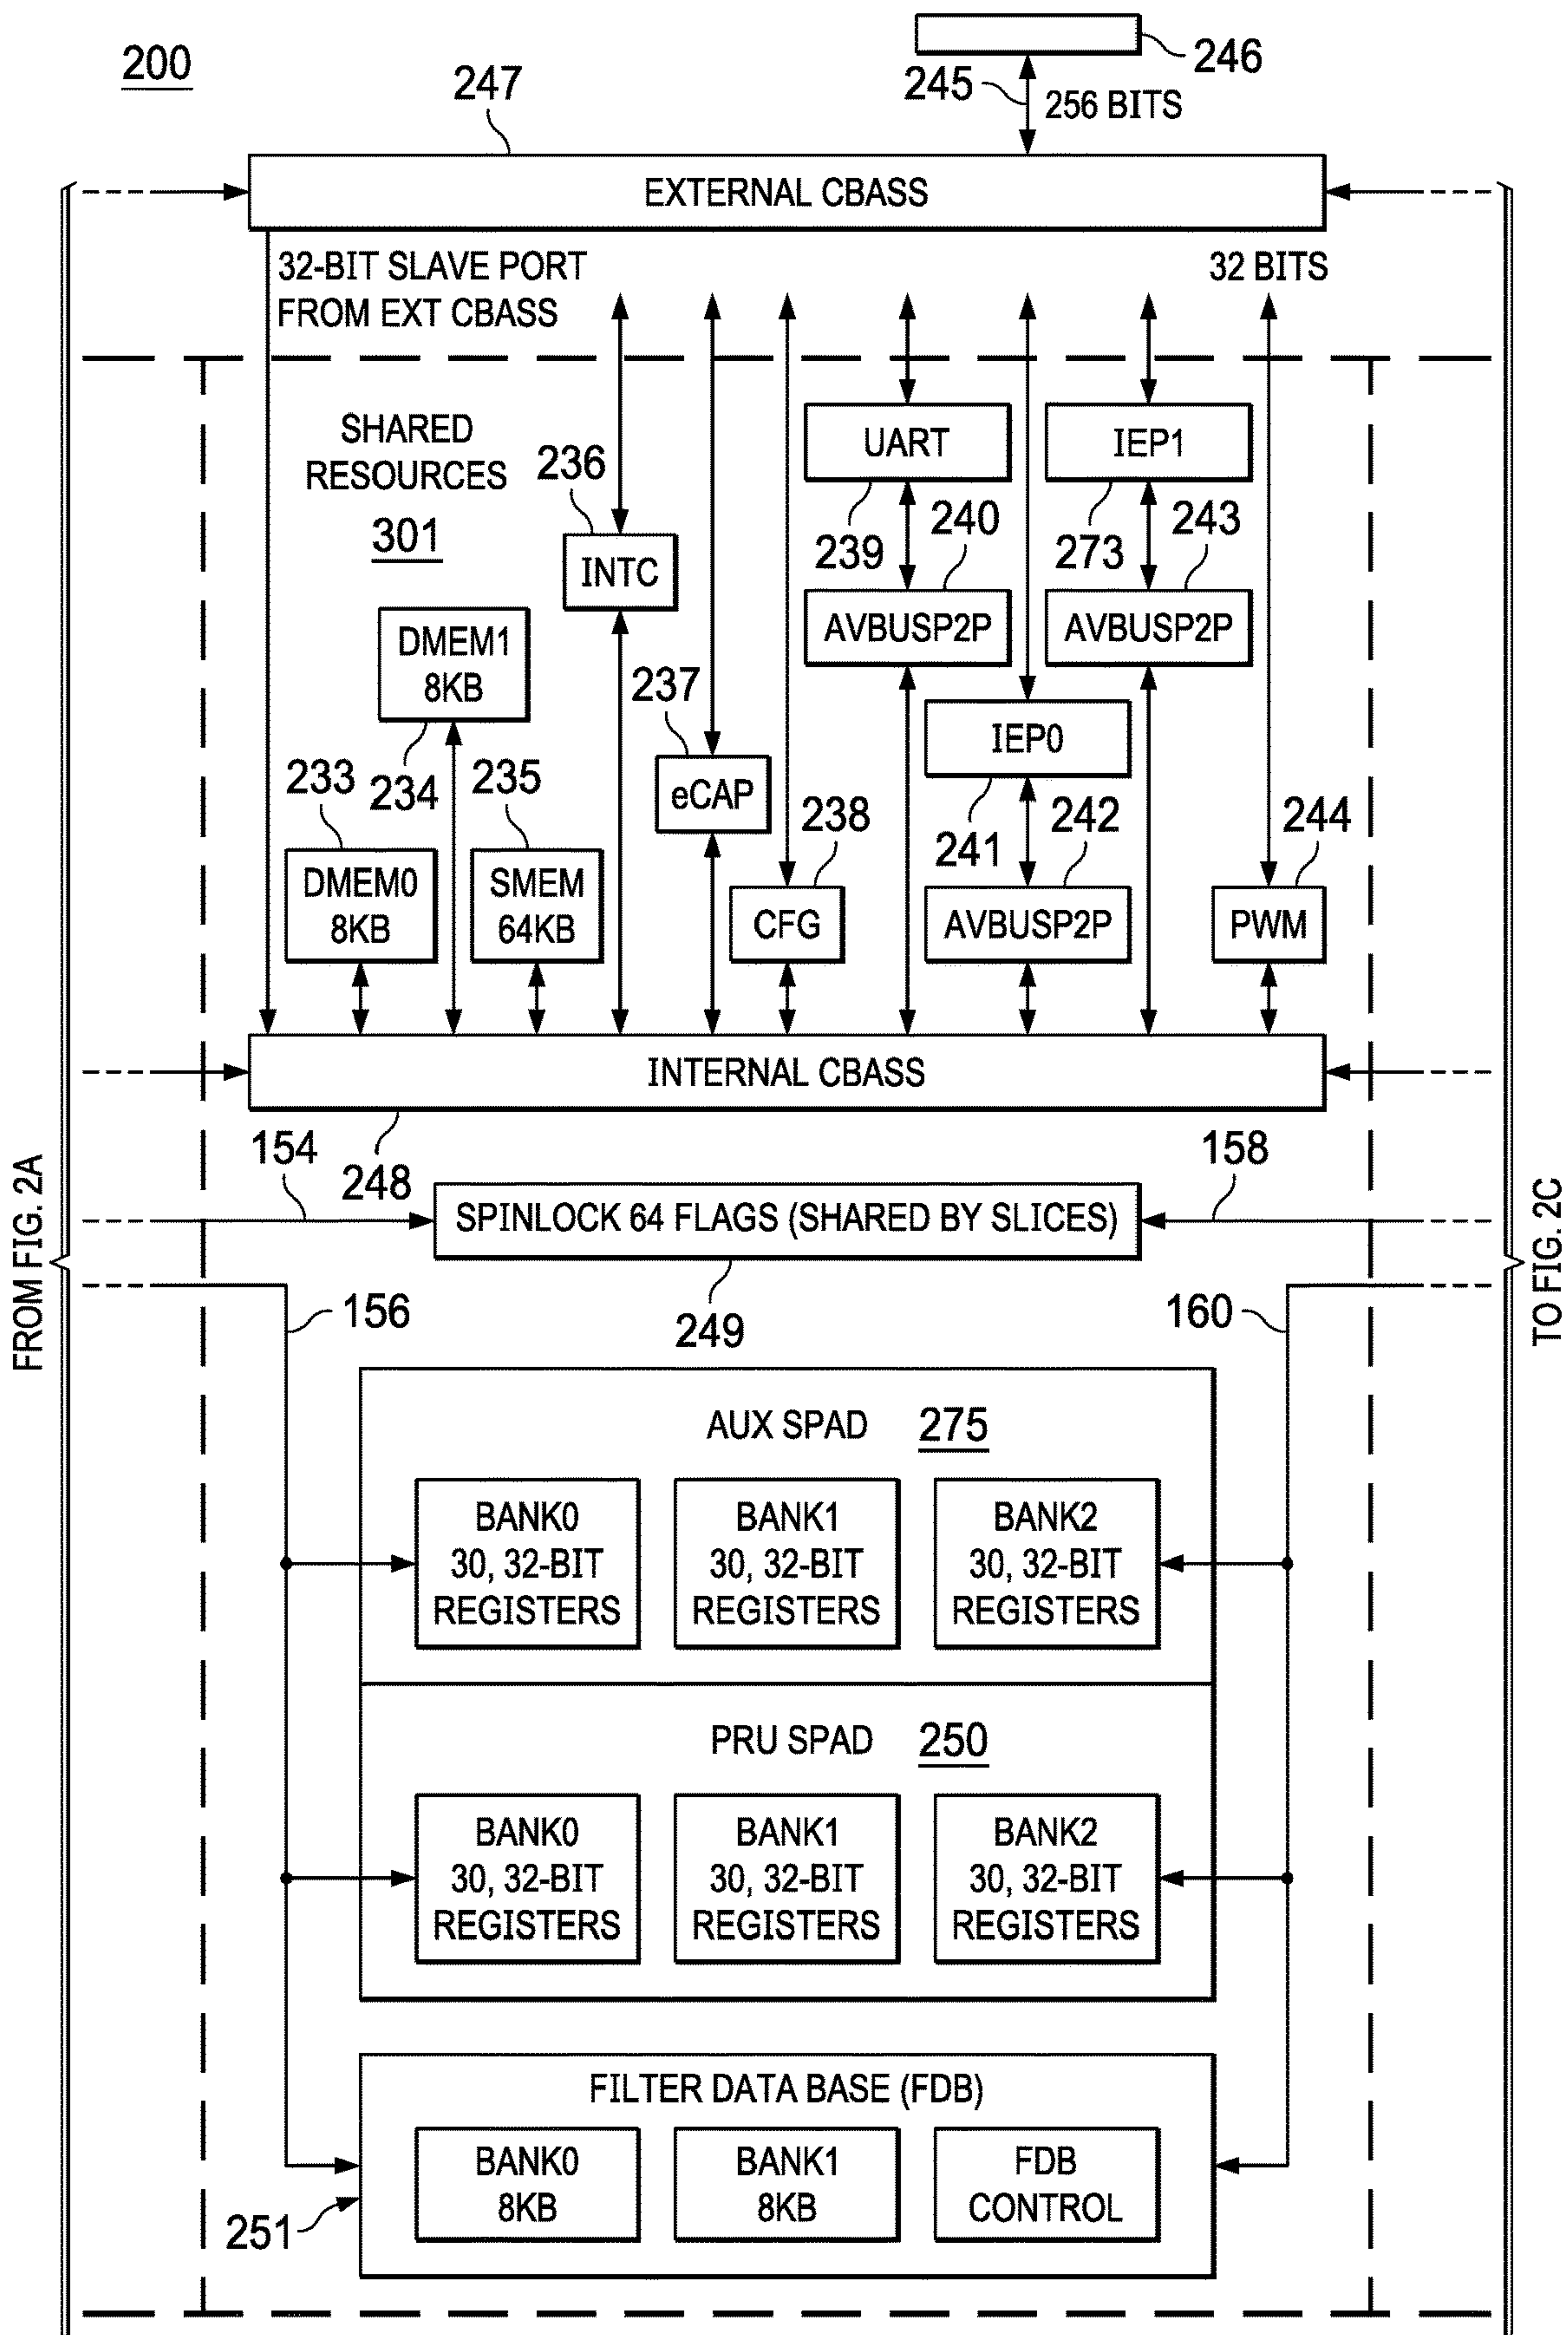 200
246
245
256 BITS
247
EXTERNAL CBASS
32-BIT SLAVE PORT
FROM EXT CBASS
32 BITS
SHARED
RESOURCES
301
236
INTC
UART
239
240
AVBUSP2P
IEP1
273
243
AVBUSP2P
DMEM1
8KB
234
237
eCAP
IEP0
241
242
AVBUSP2P
233
DMEM0
8KB
235
SMEM
64KB
238
CFG
244
PWM
INTERNAL CBASS
248
154
158
SPINLOCK 64 FLAGS (SHARED BY SLICES)
249
FROM FIG. 2A
TO FIG. 2C
156
160
AUX SPAD 275
BANK0
30, 32-BIT
REGISTERS
BANK1
30, 32-BIT
REGISTERS
BANK2
30, 32-BIT
REGISTERS
PRU SPAD 250
BANK0
30, 32-BIT
REGISTERS
BANK1
30, 32-BIT
REGISTERS
BANK2
30, 32-BIT
REGISTERS
FILTER DATA BASE (FDB)
BANK0
8KB
BANK1
8KB
FDB
CONTROL
251